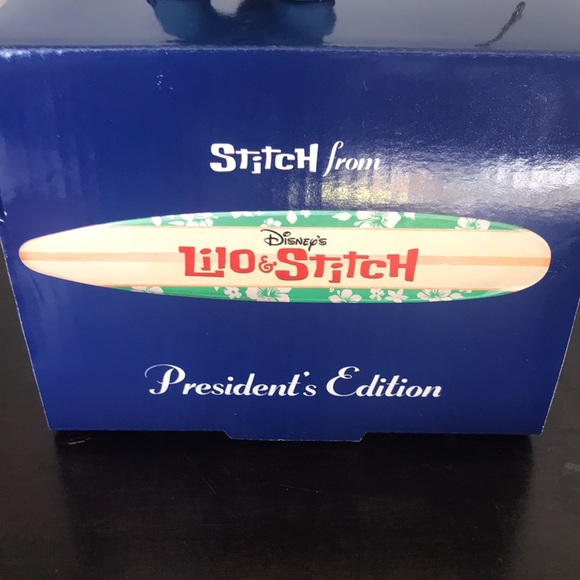 Stitch from
Disney's
Lilo & Stitch
President's Edition